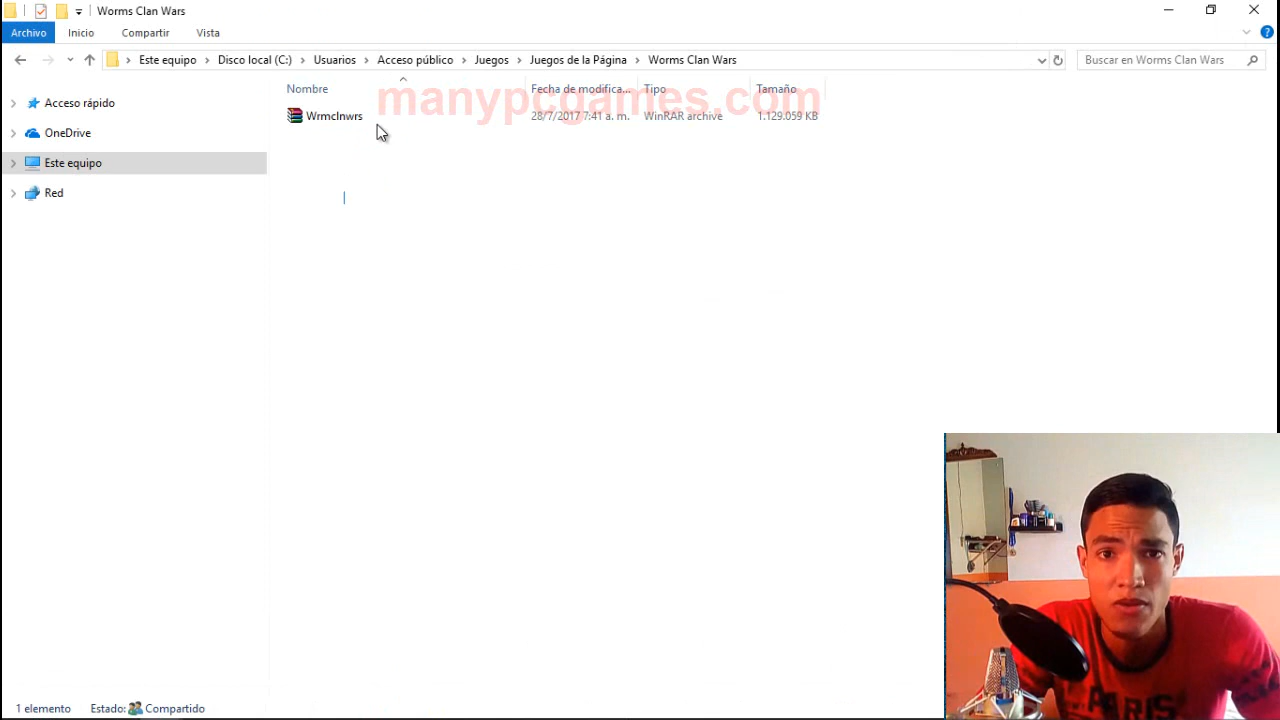 Worms Clan Wars
Archivo Inicio Compartir Vista
Este equipo Disco local (C:) Usuarios Acceso público Juegos Juegos de la Página Worms Clan Wars Buscar en Worms Clan Wars
Nombre Fecha de modifica... Tipo Tamaño
manypcgames.com
Wrmclnwrs 28/7/2017 7:41 a. m. WinRAR archive 1.129.059 KB
Acceso rápido
OneDrive
Este equipo
Red
PARIS
1 elemento Estado: Compartido